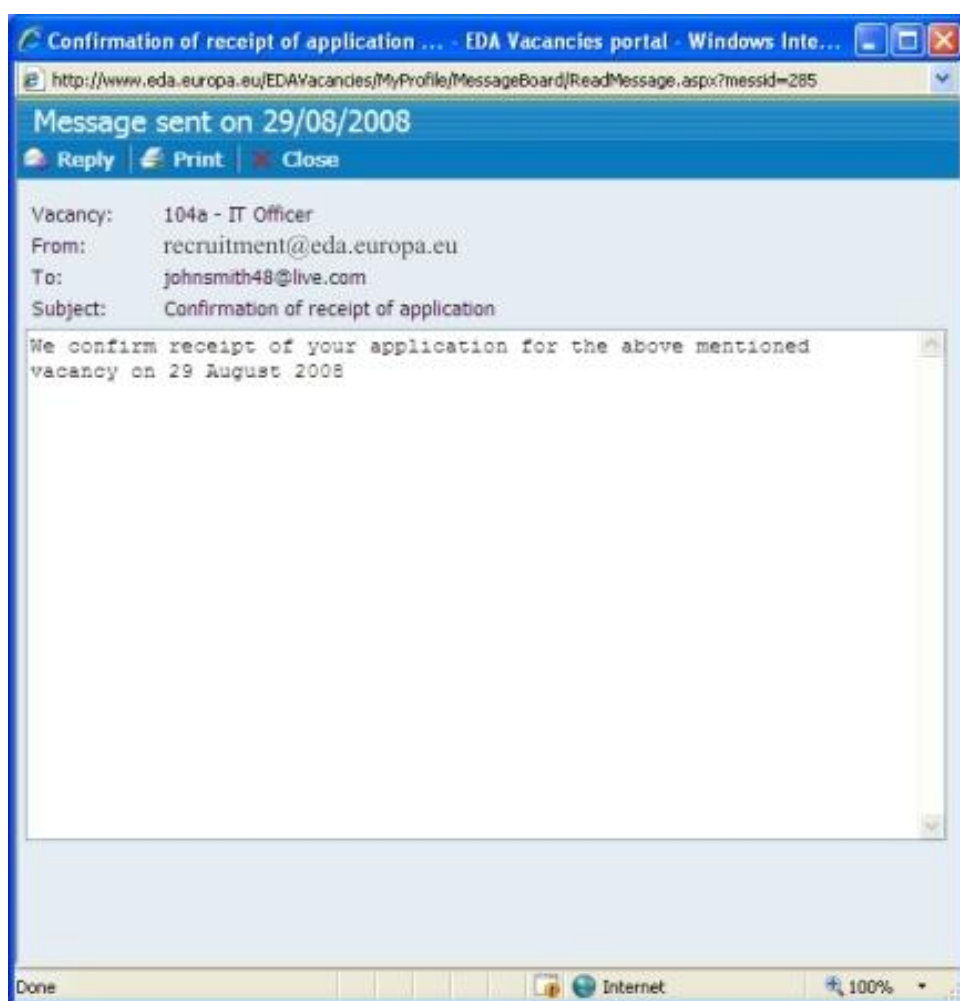 Confirmation of receipt of application ... - EDA Vacancies portal - Windows Inte...
http://www.eda.europa.eu/EDAVacancies/MyProfile/MessageBoard/ReadMessage.aspx?messid=285
Message sent on 29/08/2008
Reply Print Close
Vacancy: 104a - IT Officer
From: recruitment@eda.europa.eu
To: johnsmith48@live.com
Subject: Confirmation of receipt of application
We confirm receipt of your application for the above mentioned
vacancy on 29 August 2008
Done Internet 100%